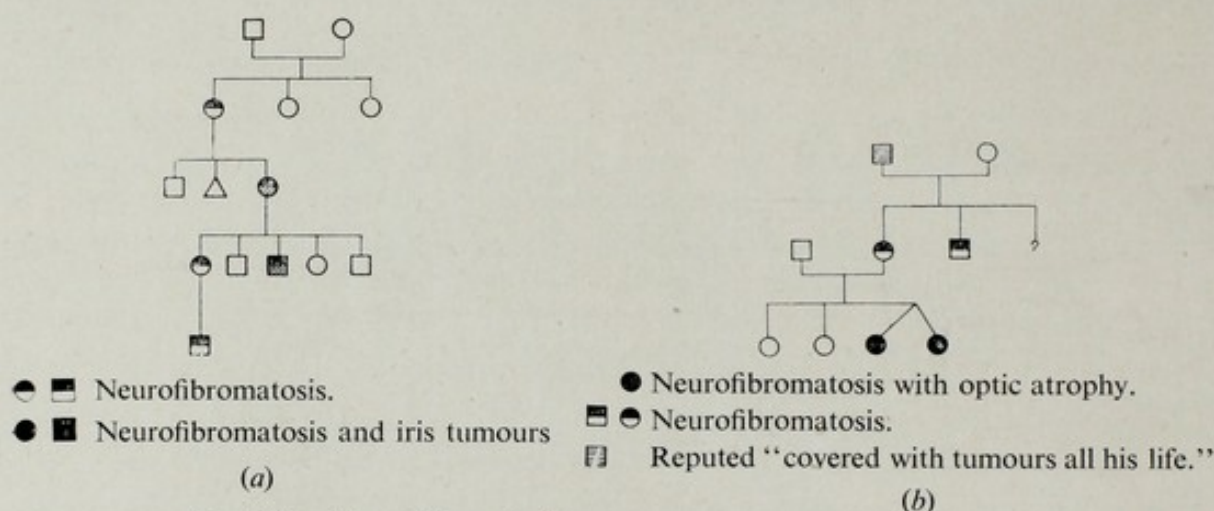 Neurofibromatosis.
Neurofibromatosis and iris tumours
(a)
?
Neurofibromatosis with optic atrophy.
Neurofibromatosis.
Reputed “covered with tumours all his life.”
(b)